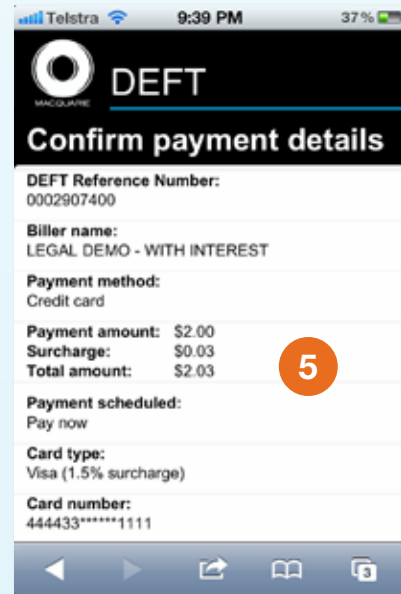 Telstra 9:39 PM 37%
MACQUARIE
DEFT
Confirm payment details
DEFT Reference Number:
0002907400
Biller name:
LEGAL DEMO - WITH INTEREST
Payment method:
Credit card
Payment amount: $2.00
Surcharge: $0.03
Total amount: $2.03
5
Payment scheduled:
Pay now
Card type:
Visa (1.5% surcharge)
Card number:
444433******1111
3